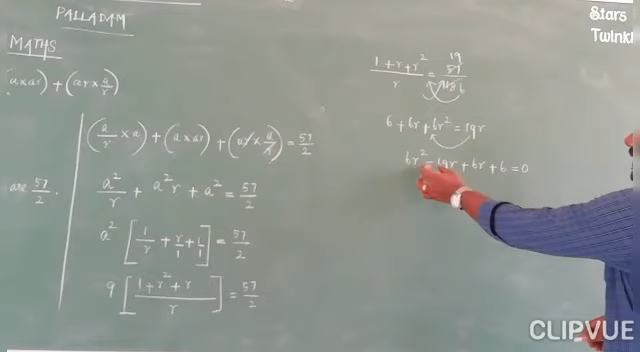 PALLADAM
MATHS
(a×ar) + (ar×a/r)
are 57/2.
(a/r × a) + (a×ar) + (ar × a/r) = 57/2
a²/r + a²r + a² = 57/2
a² [1/r + r/1 + 1/1] = 57/2
9 [(1+r²+r)/r] = 57/2
Stars
Twinkl
19
(1+r+r²)/r = 57/
6+6r+6r² = 19r
6r² - 19r + 6r + 6 = 0
CLIPVUE